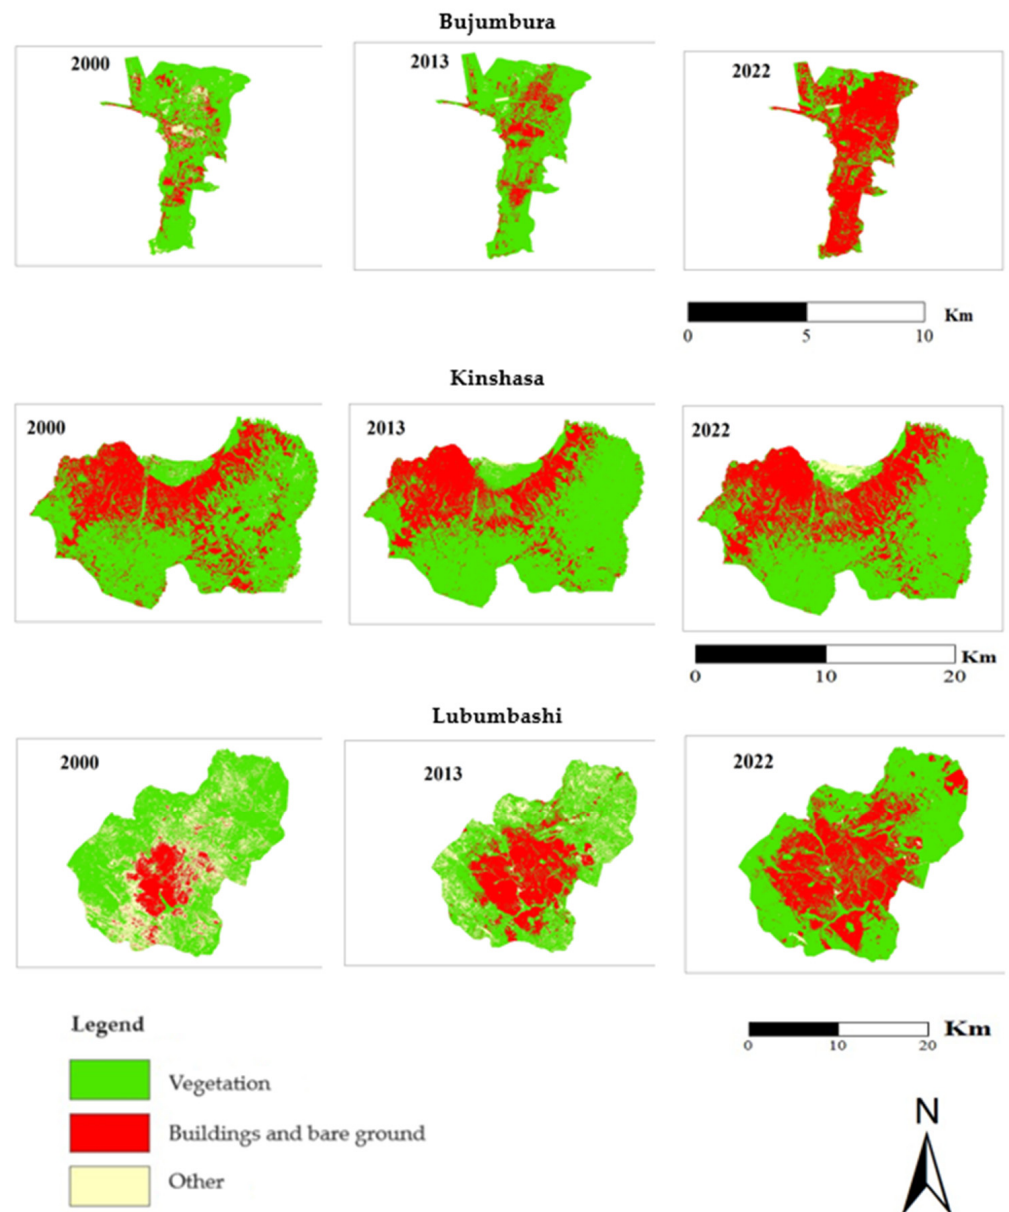 Bujumbura
2000
2013
2022
0 5 10 Km
Kinshasa
2000
2013
2022
0 10 20 Km
Lubumbashi
2000
2013
2022
Legend
0 10 20 Km
Vegetation
Buildings and bare ground
Other
N